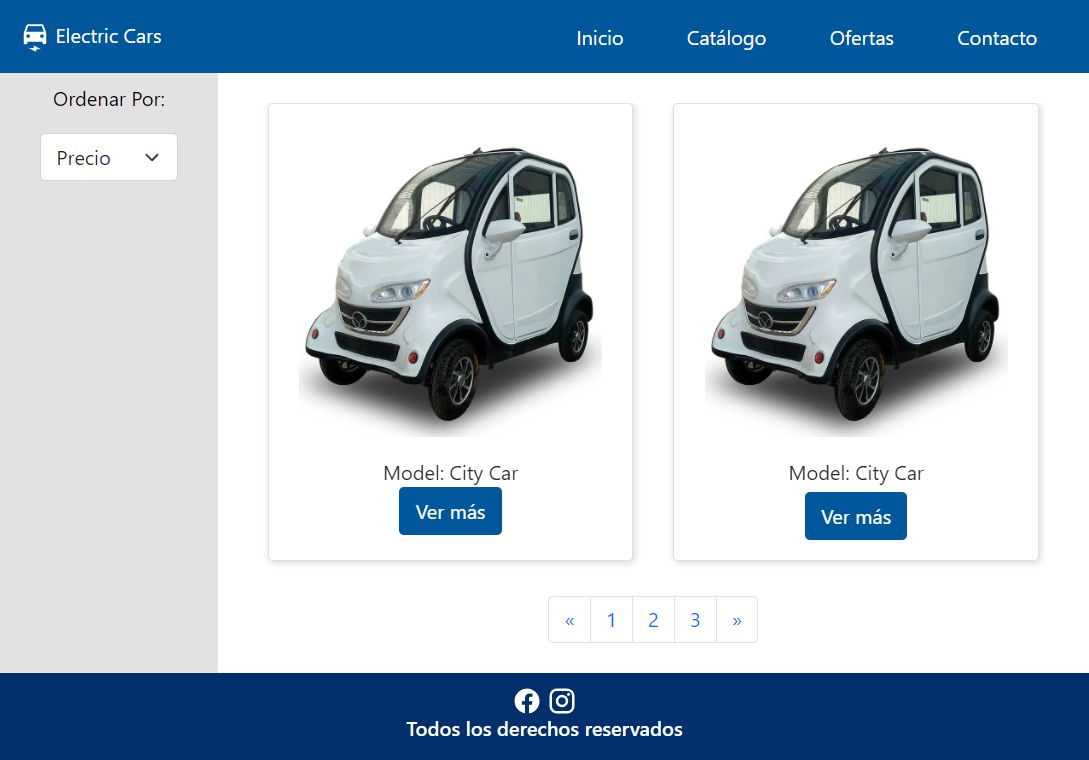 Electric Cars
Inicio
Catálogo
Ofertas
Contacto
Ordenar Por:
Precio
Model: City Car
Ver más
Model: City Car
Ver más
« 1 2 3 »
Todos los derechos reservados